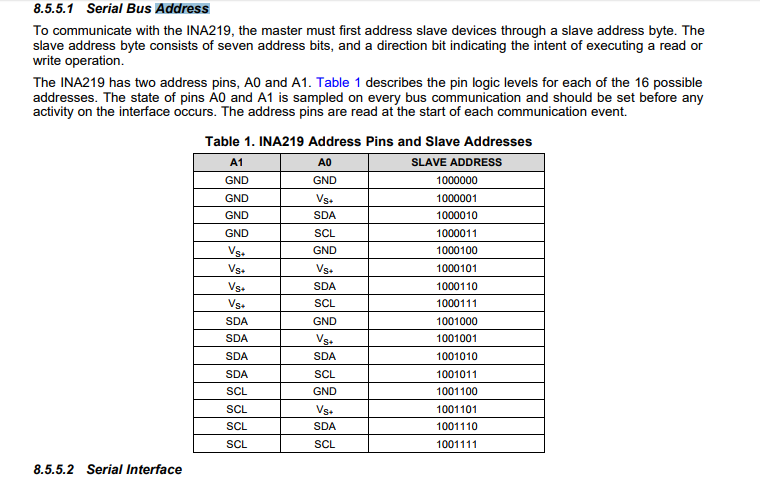 8.5.5.1 Serial Bus Address
To communicate with the INA219, the master must first address slave devices through a slave address byte. The
slave address byte consists of seven address bits, and a direction bit indicating the intent of executing a read or
write operation.
The INA219 has two address pins, A0 and A1. Table 1 describes the pin logic levels for each of the 16 possible
addresses. The state of pins A0 and A1 is sampled on every bus communication and should be set before any
activity on the interface occurs. The address pins are read at the start of each communication event.
Table 1. INA219 Address Pins and Slave Addresses
A1 A0 SLAVE ADDRESS
GND GND 1000000
GND VS+ 1000001
GND SDA 1000010
GND SCL 1000011
VS+ GND 1000100
VS+ VS+ 1000101
VS+ SDA 1000110
VS+ SCL 1000111
SDA GND 1001000
SDA VS+ 1001001
SDA SDA 1001010
SDA SCL 1001011
SCL GND 1001100
SCL VS+ 1001101
SCL SDA 1001110
SCL SCL 1001111
8.5.5.2 Serial Interface